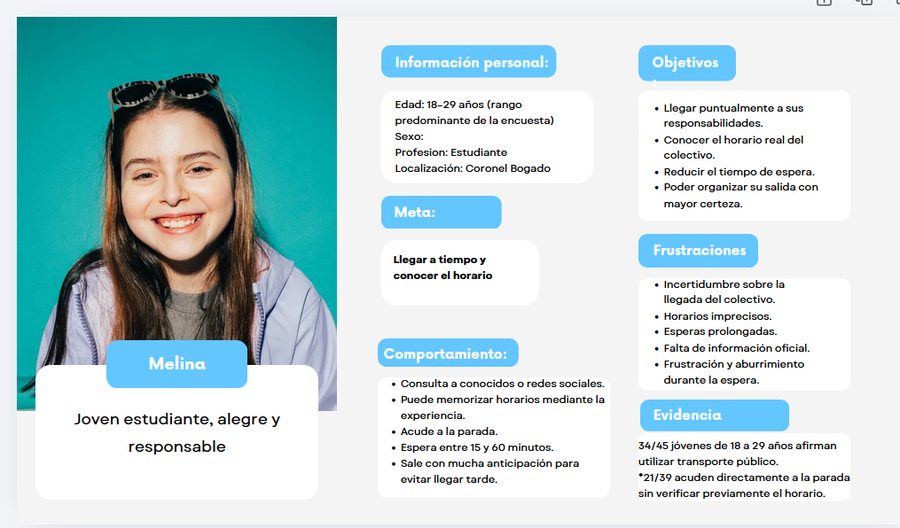 Información personal:
Edad: 18–29 años (rango
predominante de la encuesta)
Sexo:
Profesion: Estudiante
Localización: Coronel Bogado
Meta:
Llegar a tiempo y
conocer el horario
Comportamiento:
• Consulta a conocidos o redes sociales.
• Puede memorizar horarios mediante la
experiencia.
• Acude a la parada.
• Espera entre 15 y 60 minutos.
• Sale con mucha anticipación para
evitar llegar tarde.
Objetivos
• Llegar puntualmente a sus
responsabilidades.
• Conocer el horario real del
colectivo.
• Reducir el tiempo de espera.
• Poder organizar su salida con
mayor certeza.
Frustraciones
• Incertidumbre sobre la
llegada del colectivo.
• Horarios imprecisos.
• Esperas prolongadas.
• Falta de información oficial.
• Frustración y aburrimiento
durante la espera.
Evidencia
34/45 jóvenes de 18 a 29 años afirman
utilizar transporte público.
*21/39 acuden directamente a la parada
sin verificar previamente el horario.
Melina
Joven estudiante, alegre y
responsable